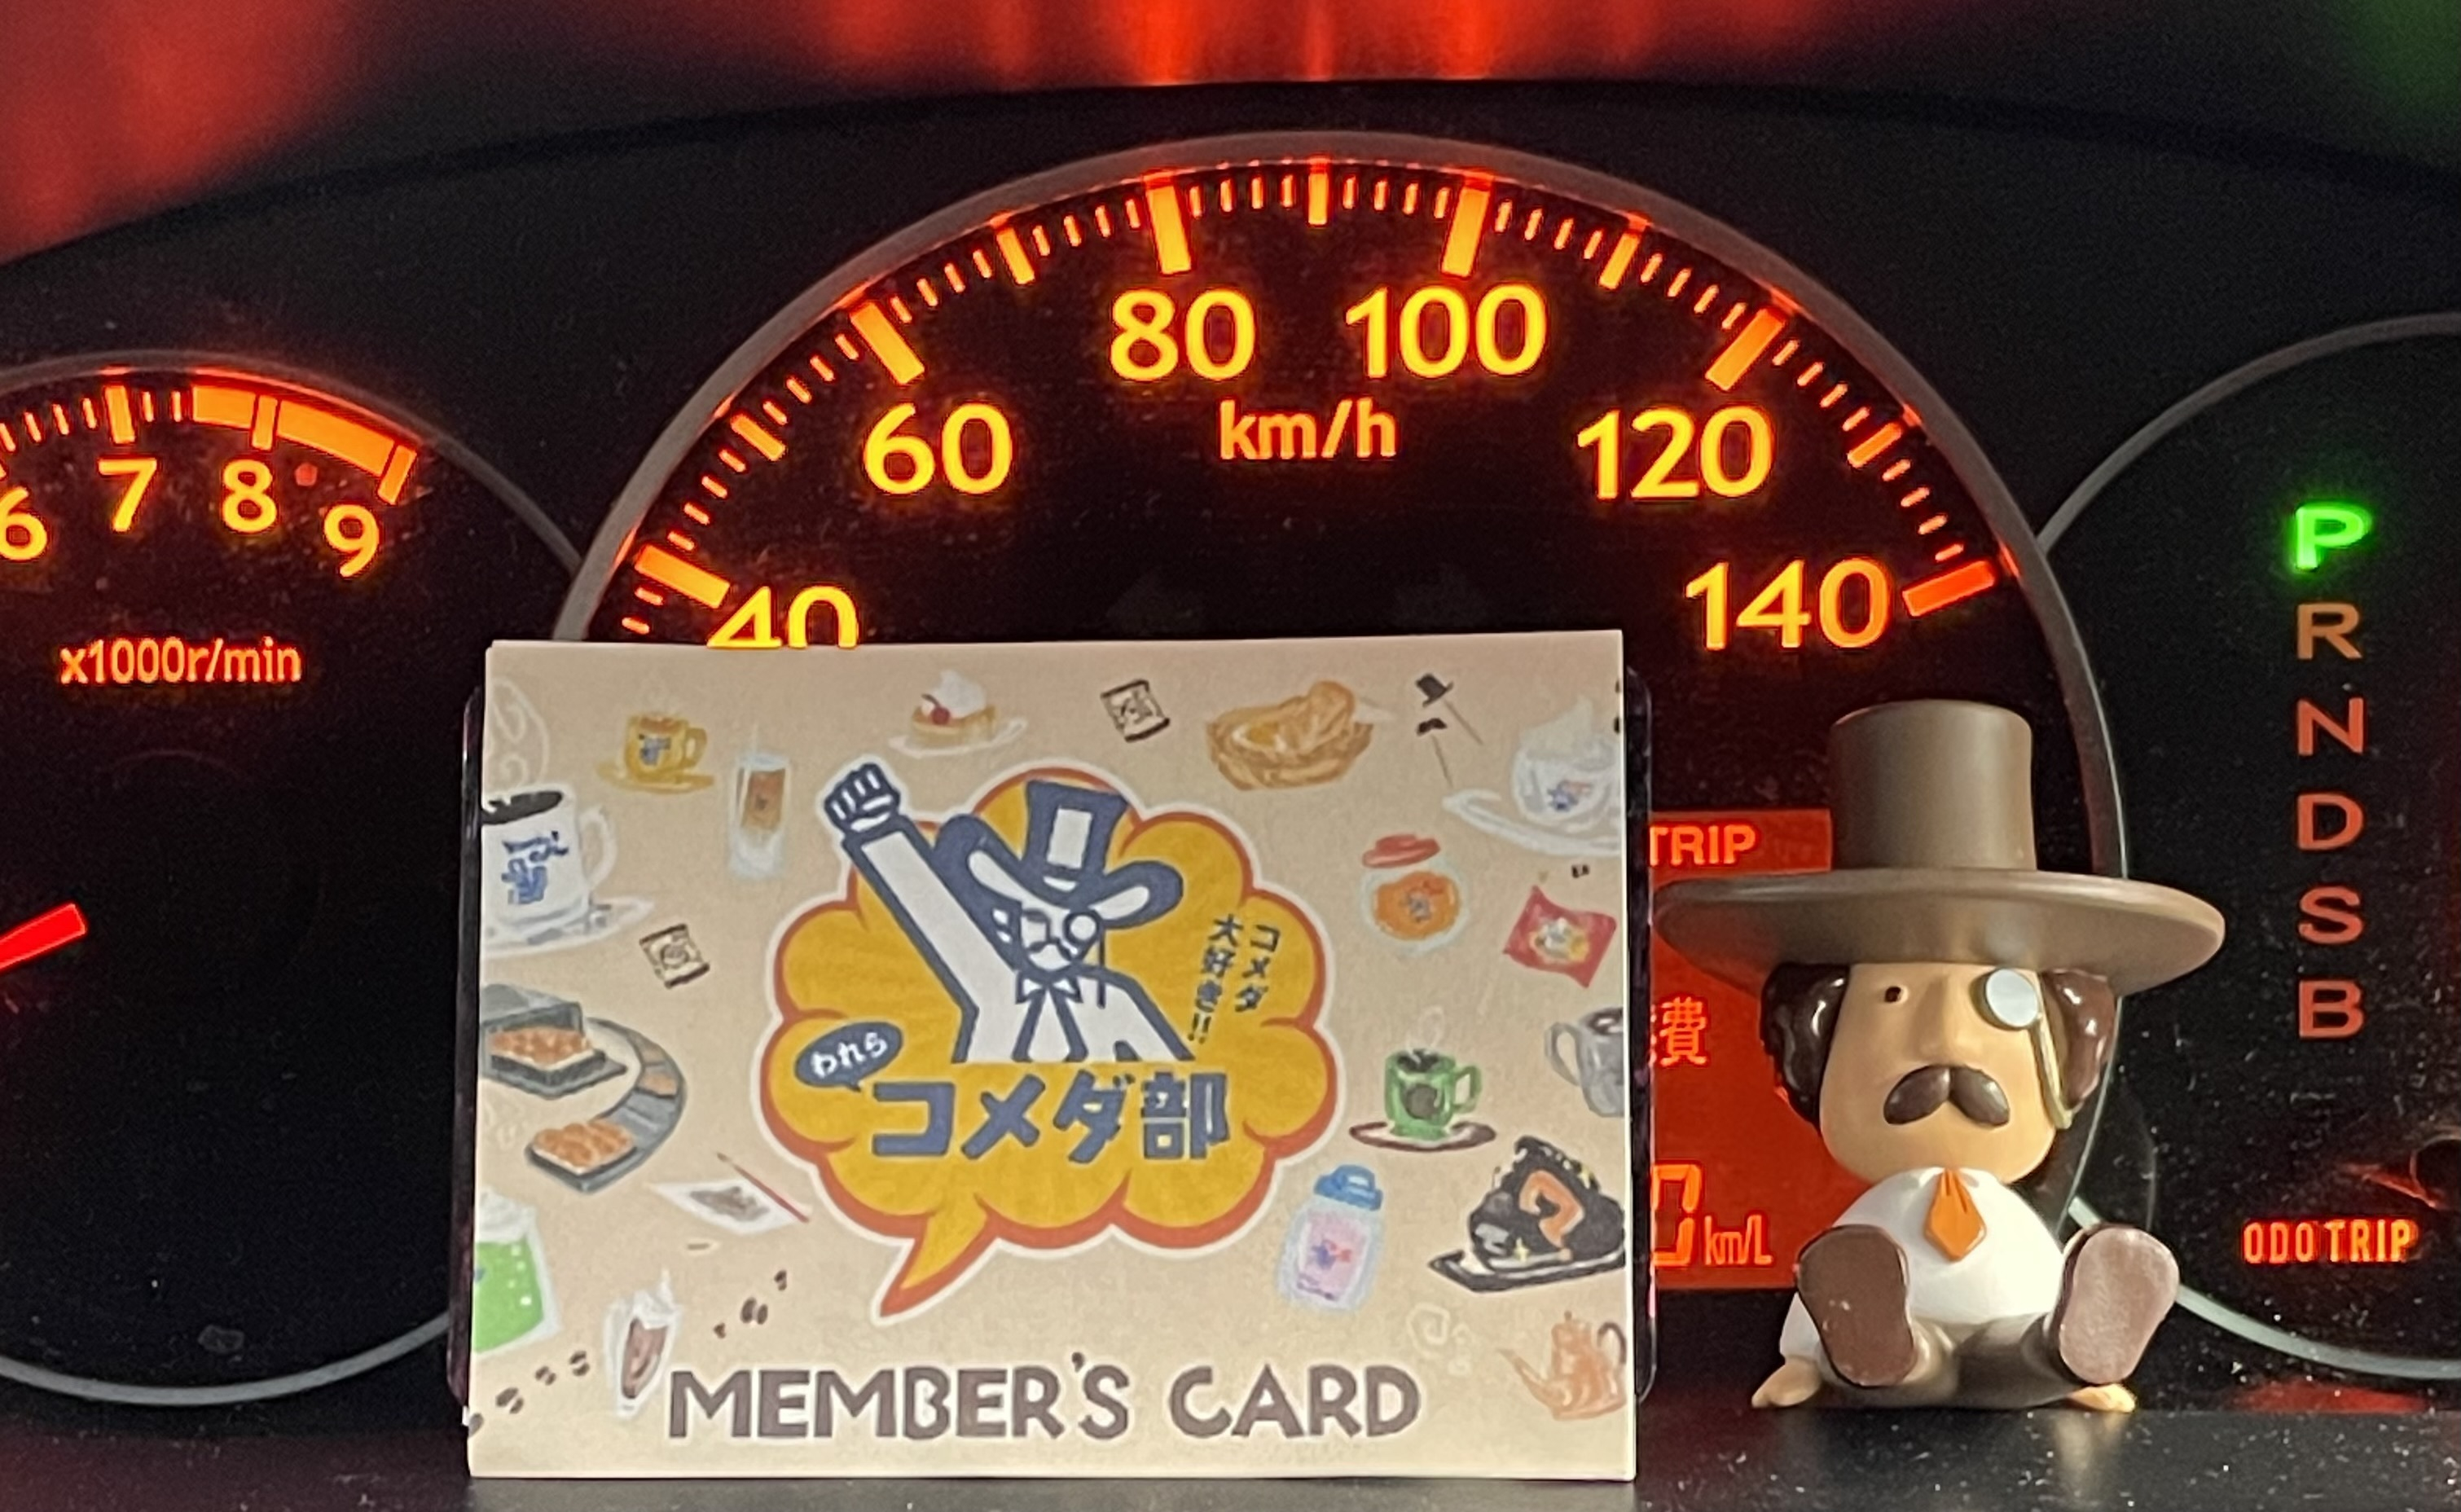 80 100
60 km/h 120
7 8
6 9
40 140
x1000r/min
P
R
N
D
S
B
TRIP
費
km/L
ODO TRIP
コメダ
大好き!!
われら
コメダ部
MEMBER'S CARD